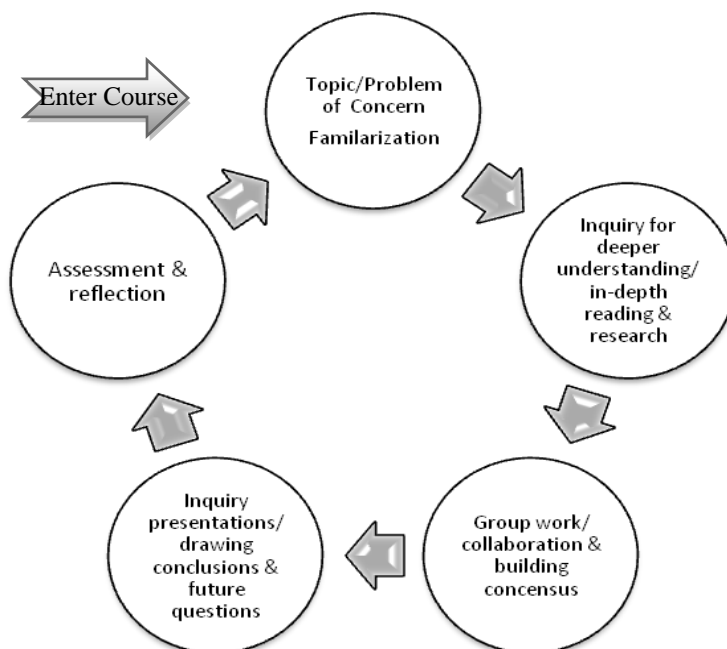 Enter Course
Topic/Problem
of Concern
Familarization
Inquiry for
deeper
understanding/
in-depth
reading &
research
Group work/
collaboration &
building
concensus
Inquiry
presentations/
drawing
conclusions &
future
questions
Assessment &
reflection